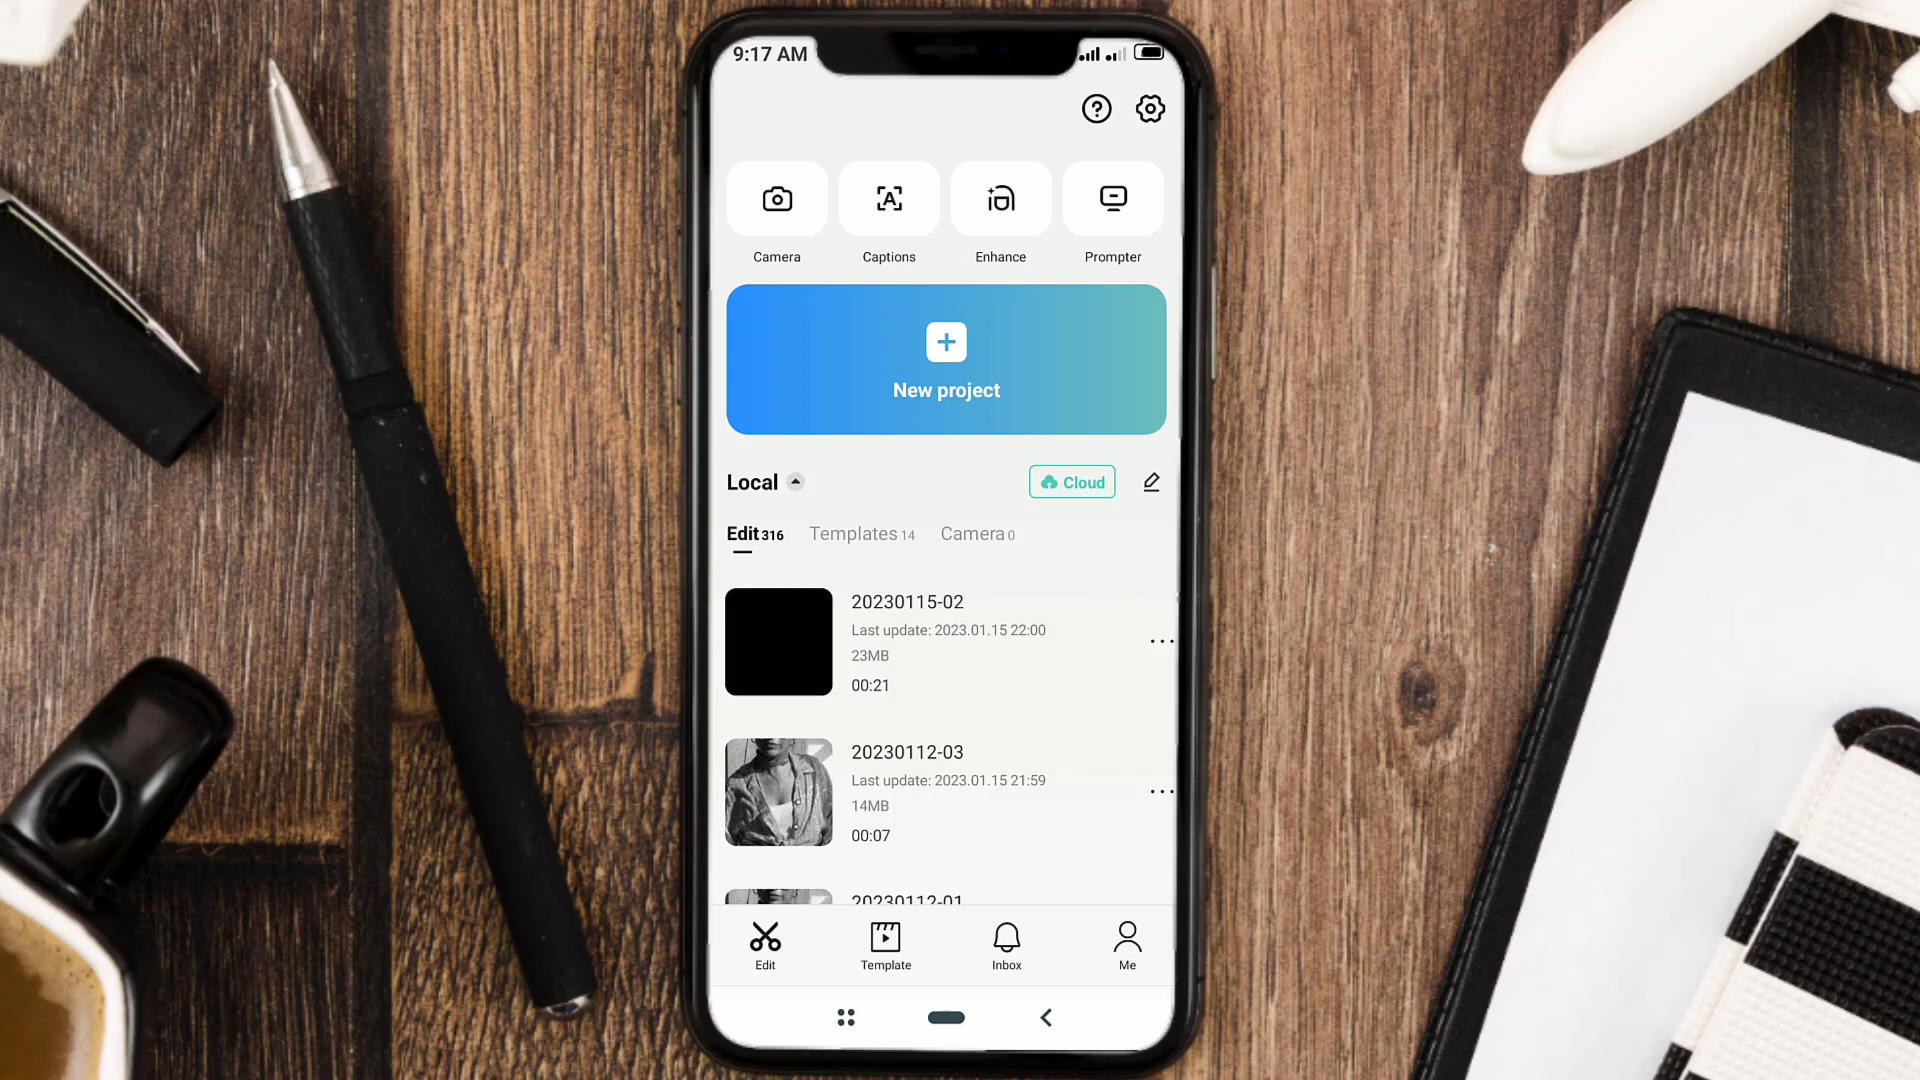 9:17 AM
Camera
Captions
Enhance
Prompter
New project
Local
Cloud
Edit 316
Templates 14
Camera 0
20230115-02
Last update: 2023.01.15 22:00
23MB
00:21
20230112-03
Last update: 2023.01.15 21:59
14MB
00:07
20230112-01
Edit
Template
Inbox
Me